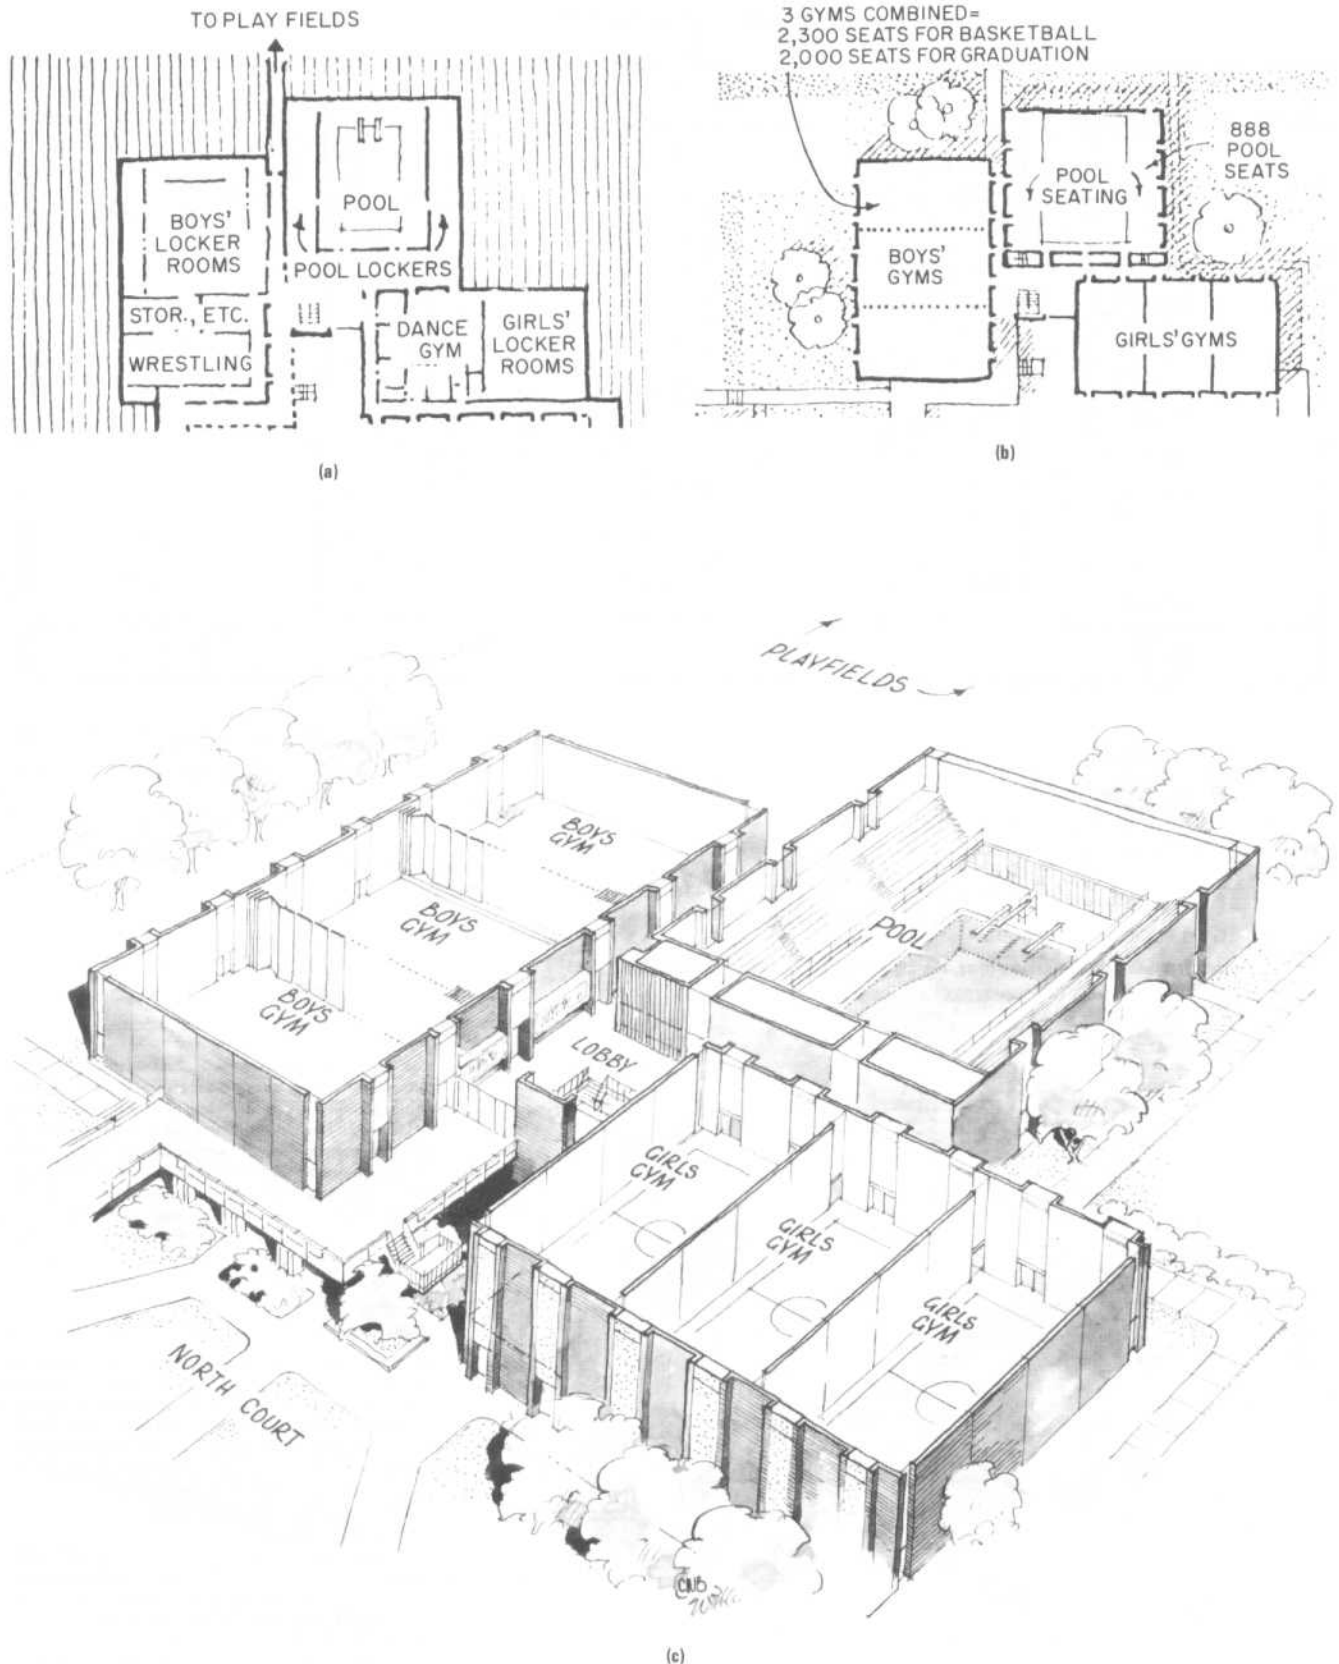 TO PLAY FIELDS
BOYS'
LOCKER
ROOMS
POOL
POOL LOCKERS
STOR., ETC.
WRESTLING
DANCE
GYM
GIRLS'
LOCKER
ROOMS
(a)
3 GYMS COMBINED=
2,300 SEATS FOR BASKETBALL
2,000 SEATS FOR GRADUATION
888
POOL
SEATS
POOL
SEATING
BOYS'
GYMS
GIRLS' GYMS
(b)
PLAYFIELDS
BOYS
GYM
BOYS
GYM
BOYS
GYM
POOL
LOBBY
GIRLS
GYM
GIRLS
GYM
GIRLS
GYM
NORTH COURT
(c)